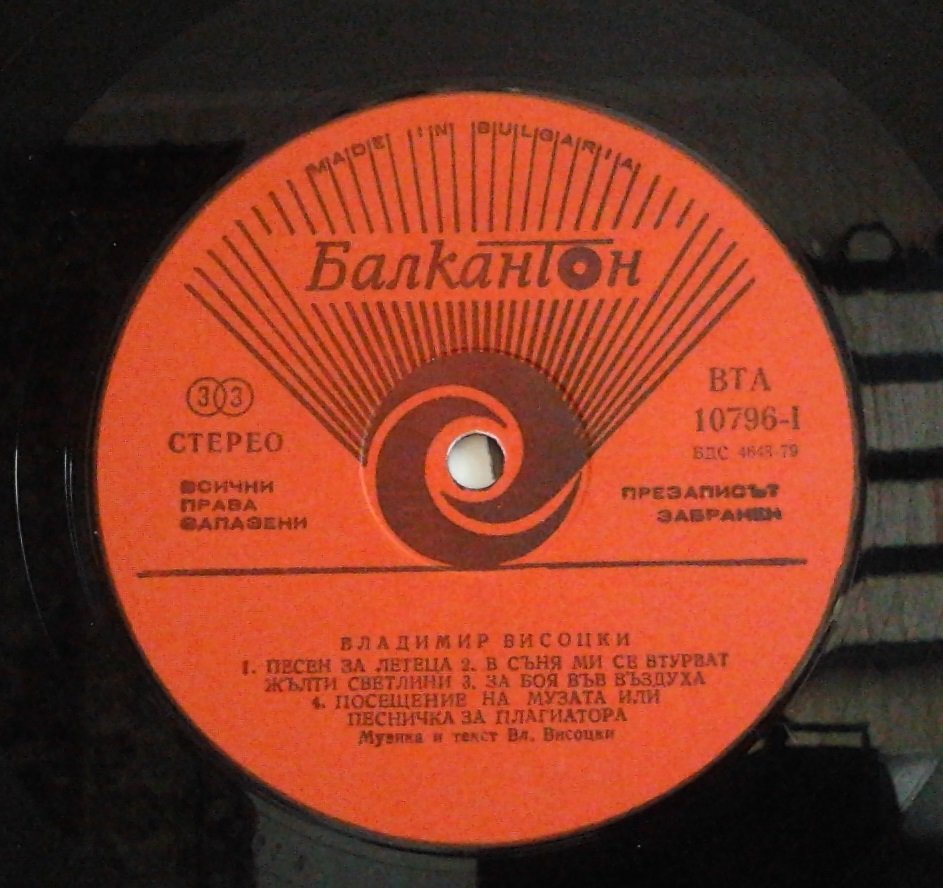 MADE IN BULGARIA
Балкантон
33
СТЕРЕО
ВСИЧНИ
ПРАВА
ЗАПАЗЕНИ
ВТА
10796-I
БДС 4648-79
ПРЕЗАПИСЪТ
ЗАБРАНЕН
ВЛАДИМИР ВИСОЦКИ
1. ПЕСЕН ЗА ЛЕТЕЦА 2. В СЪНЯ МИ СЕ ВТУРВАТ
ЖЪЛТИ СВЕТЛИНИ 3. ЗА БОЯ ВЪВ ВЪЗДУХА
4. ПОСЕЩЕНИЕ НА МУЗАТА ИЛИ
ПЕСНИЧКА ЗА ПЛАГИАТОРА
Музика и текст Вл. Висоцки